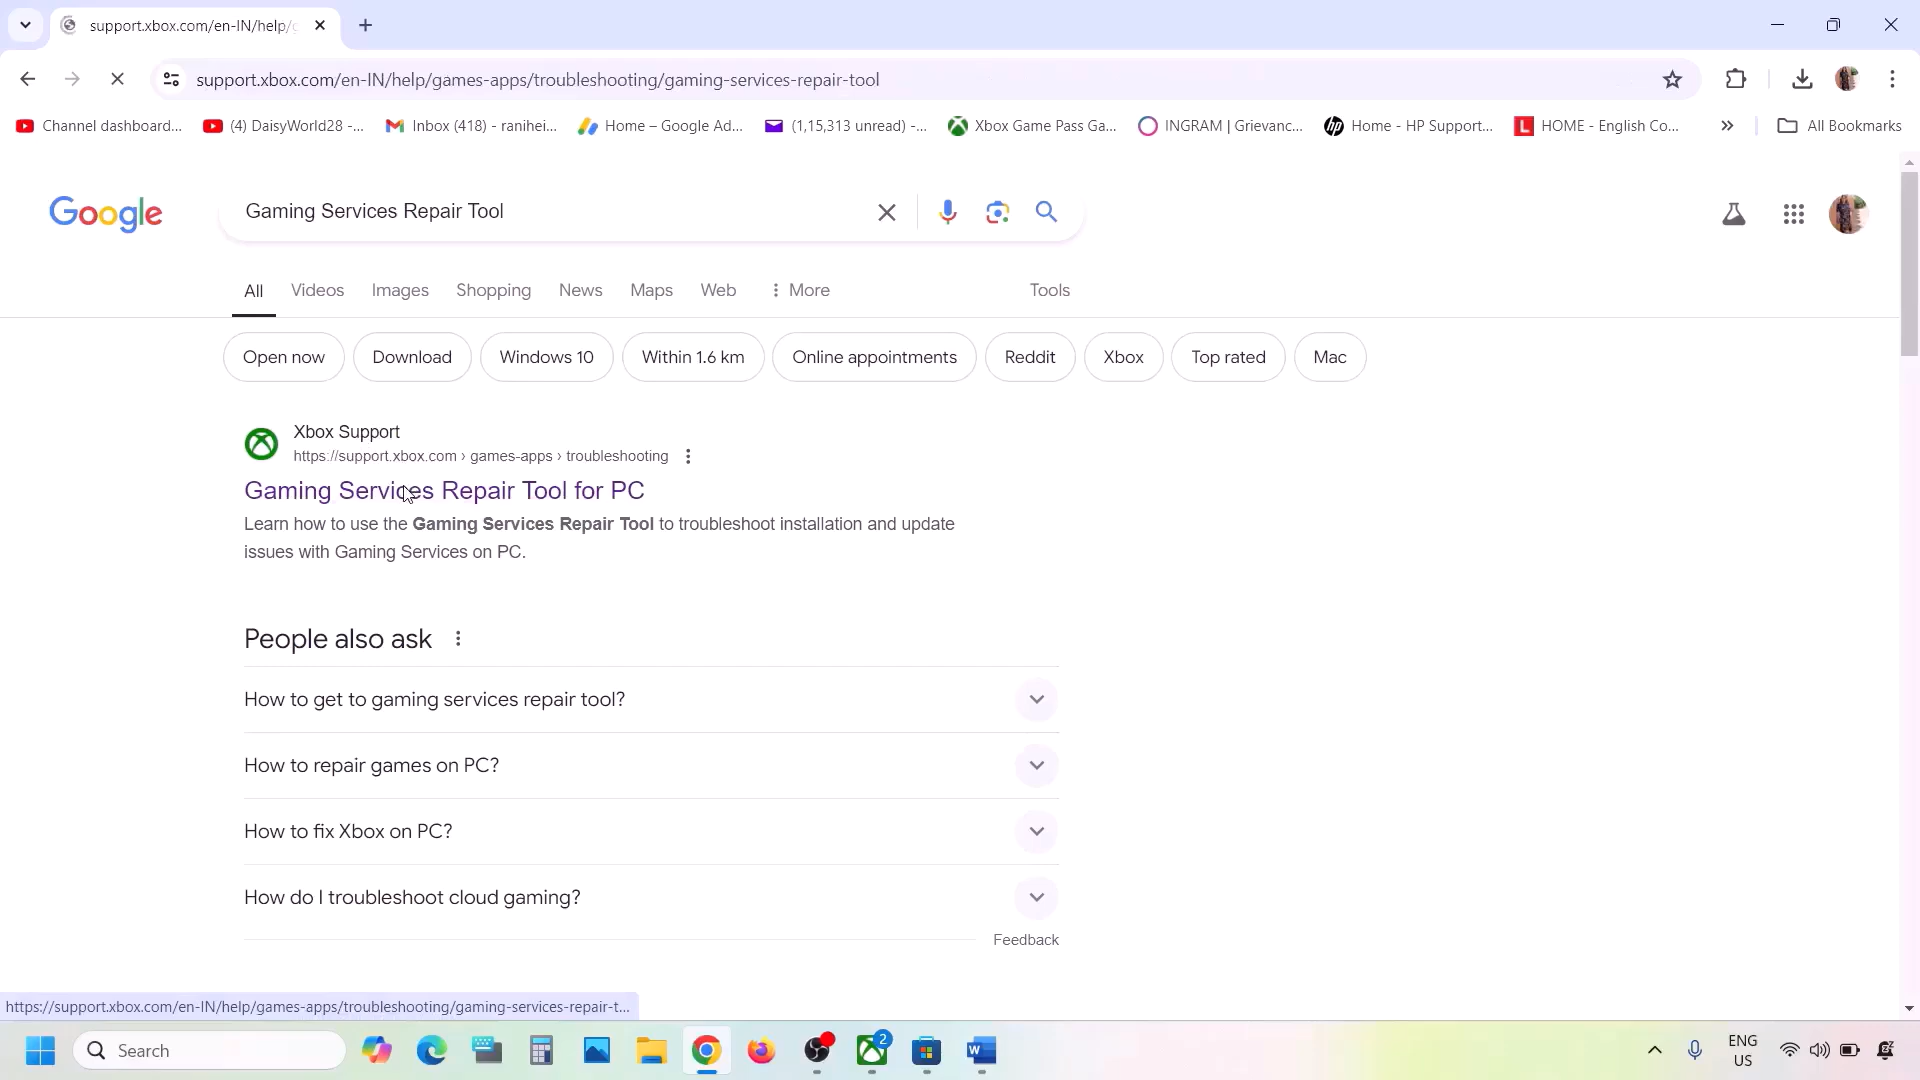 support.xbox.com/en-IN/help/g
support.xbox.com/en-IN/help/games-apps/troubleshooting/gaming-services-repair-tool
Channel dashboard...
(4) DaisyWorld28 -...
Inbox (418) - ranihei...
Home – Google Ad...
(1,15,313 unread) -...
Xbox Game Pass Ga...
INGRAM | Grievanc...
Home - HP Support...
HOME - English Co...
All Bookmarks
Google
Gaming Services Repair Tool
All
Videos
Images
Shopping
News
Maps
Web
More
Tools
Open now
Download
Windows 10
Within 1.6 km
Online appointments
Reddit
Xbox
Top rated
Mac
Xbox Support
https://support.xbox.com › games-apps › troubleshooting
Gaming Services Repair Tool for PC
Learn how to use the Gaming Services Repair Tool to troubleshoot installation and update
issues with Gaming Services on PC.
People also ask
How to get to gaming services repair tool?
How to repair games on PC?
How to fix Xbox on PC?
How do I troubleshoot cloud gaming?
Feedback
https://support.xbox.com/en-IN/help/games-apps/troubleshooting/gaming-services-repair-t...
Search
2
ENG
US